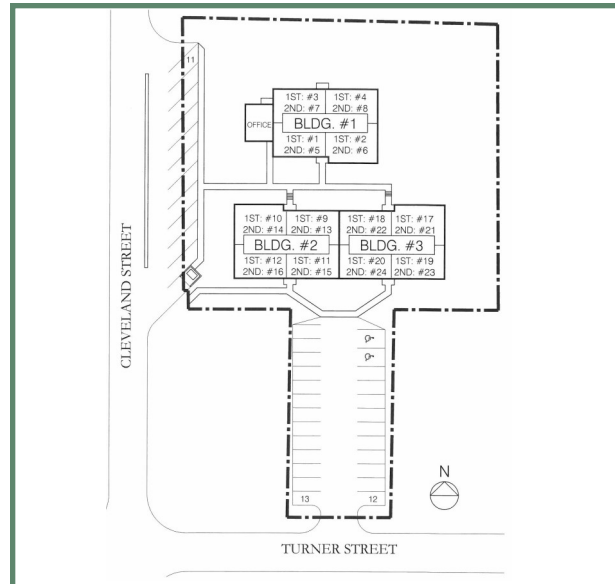 11
1ST: #3
2ND: #7
1ST: #4
2ND: #8
OFFICE
BLDG. #1
1ST: #1
2ND: #5
1ST: #2
2ND: #6
1ST: #10
2ND: #14
1ST: #9
2ND: #13
1ST: #18
2ND: #22
1ST: #17
2ND: #21
BLDG. #2
BLDG. #3
1ST: #12
2ND: #16
1ST: #11
2ND: #15
1ST: #20
2ND: #24
1ST: #19
2ND: #23
CLEVELAND STREET
N
13
12
TURNER STREET